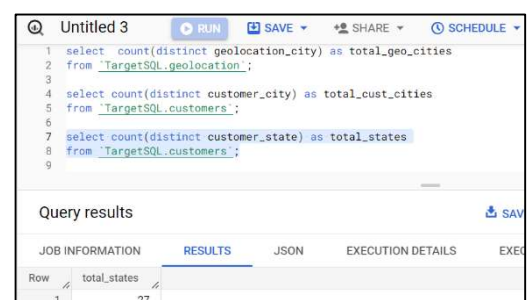 Untitled 3 RUN SAVE SHARE SCHEDULE
1 select count(distinct geolocation_city) as total_geo_cities
2 from `TargetSQL.geolocation`;
3
4 select count(distinct customer_city) as total_cust_cities
5 from `TargetSQL.customers`;
6
7 select count(distinct customer_state) as total_states
8 from `TargetSQL.customers`;
9
Query results SAV
JOB INFORMATION RESULTS JSON EXECUTION DETAILS EXEC
Row total_states
1 27